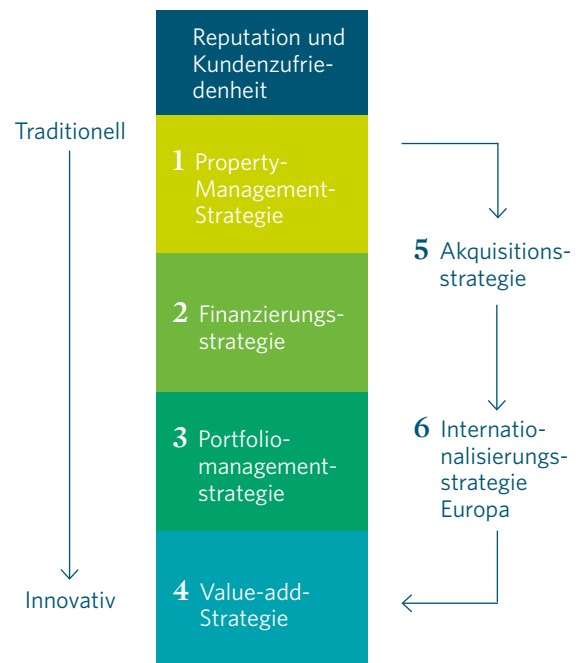 Reputation und
Kundenzufrie-
denheit
Traditionell
1 Property-
Management-
Strategie
2 Finanzierungs-
strategie
3 Portfolio-
management-
strategie
4 Value-add-
Strategie
Innovativ
5 Akquisitions-
strategie
6 Internatio-
nalisierungs-
strategie
Europa